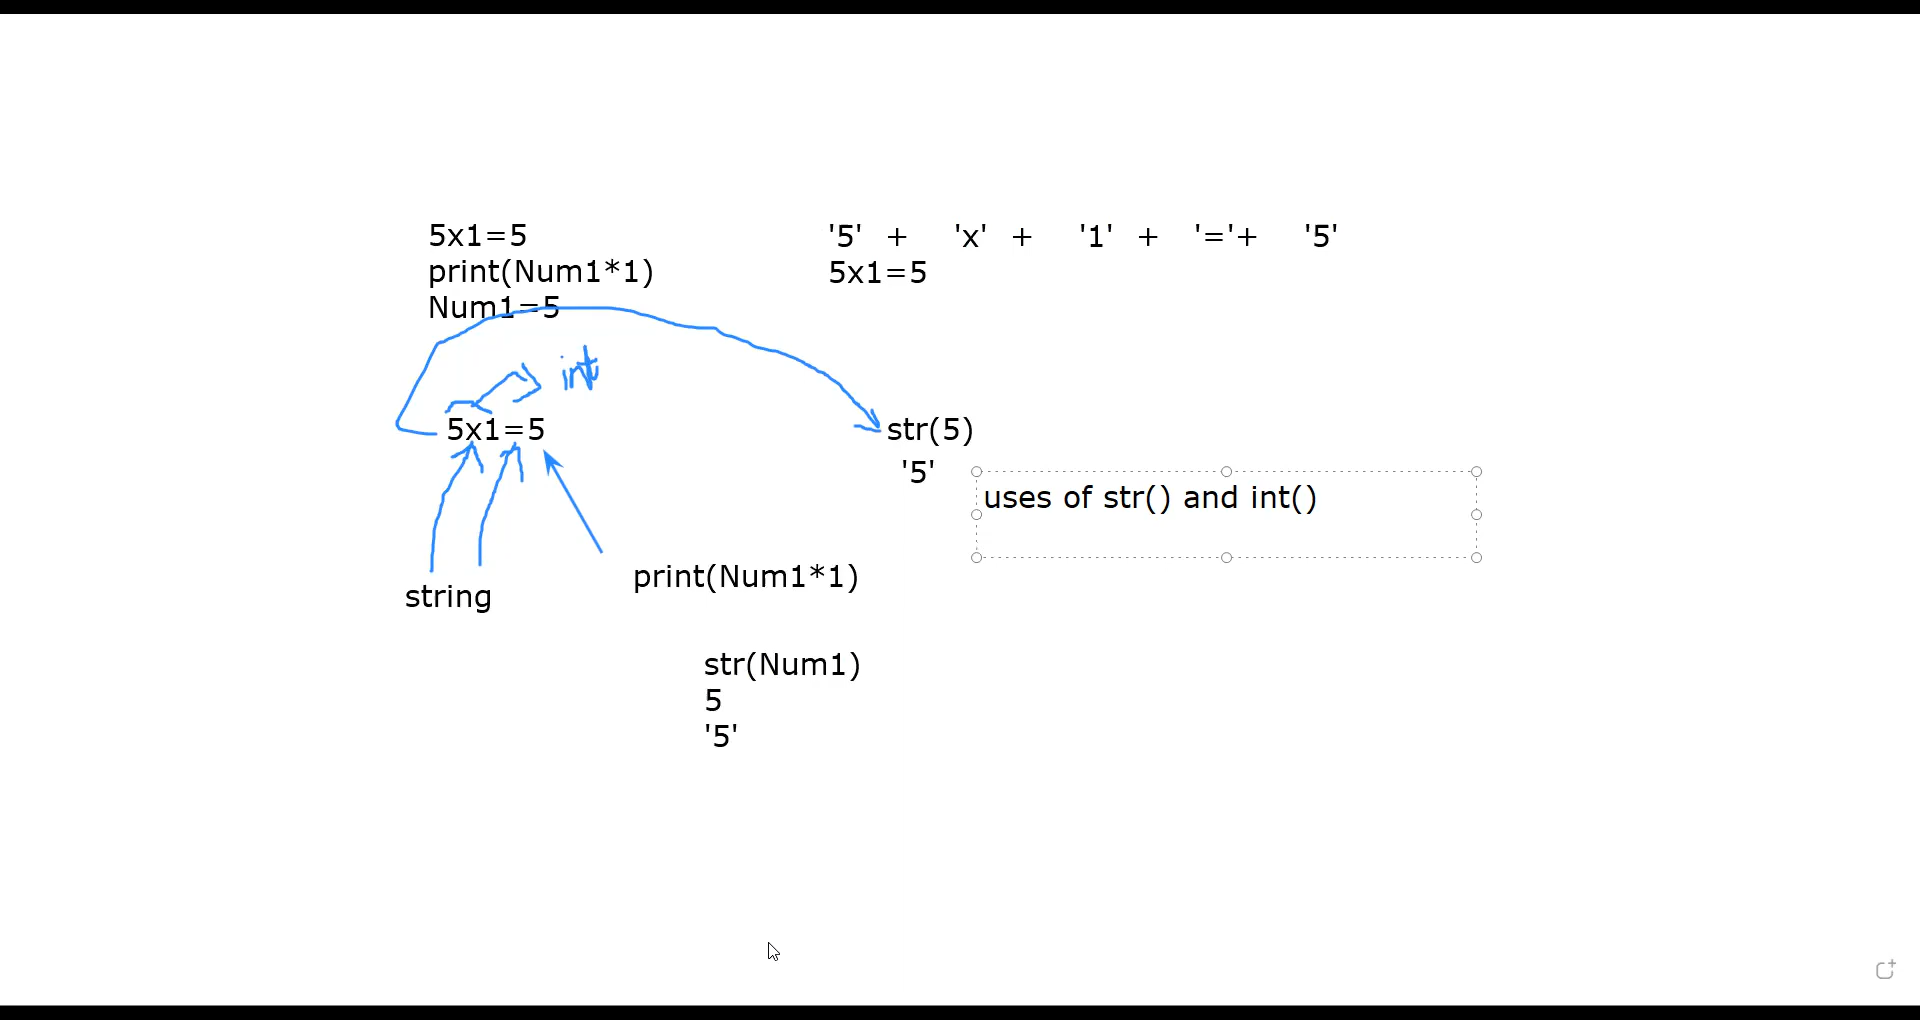 5x1=5
print(Num1*1)
Num1=5
'5' + 'x' + '1' + '='+ '5'
5x1=5
int
5x1=5
str(5)
'5'
uses of str() and int()
string
print(Num1*1)
str(Num1)
5
'5'